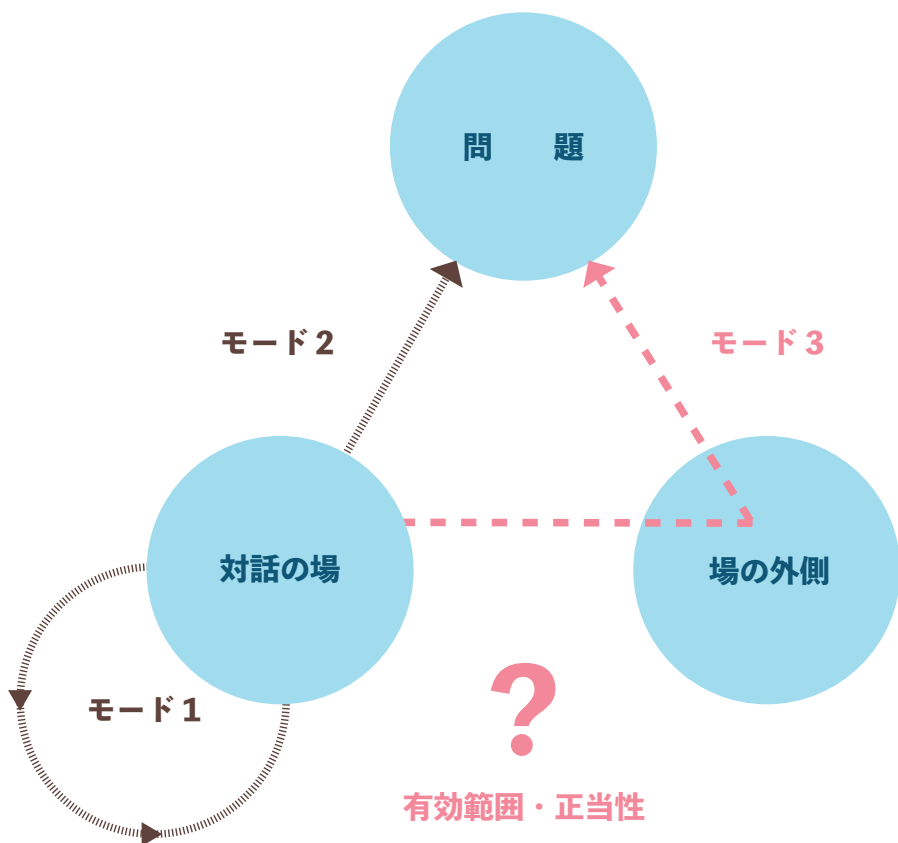 問　　題
モード２
モード３
対話の場
場の外側
モード１
?
有効範囲・正当性